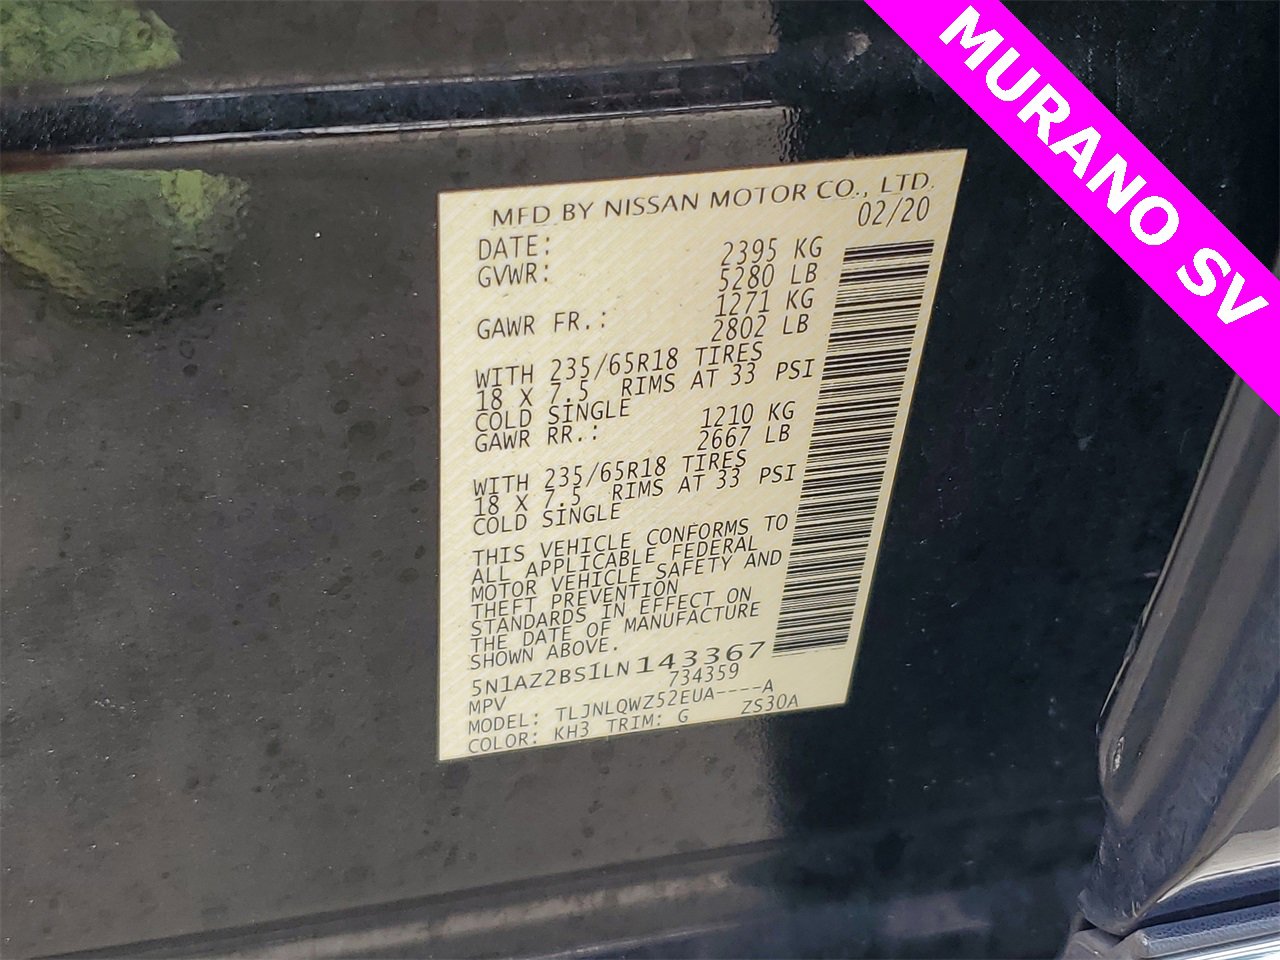 MURANO SV
MFD BY NISSAN MOTOR CO., LTD.
DATE: 02/20
GVWR: 2395 KG
5280 LB
GAWR FR.: 1271 KG
2802 LB
WITH 235/65R18 TIRES
18 X 7.5 RIMS AT 33 PSI
COLD SINGLE
GAWR RR.: 1210 KG
2667 LB
WITH 235/65R18 TIRES
18 X 7.5 RIMS AT 33 PSI
COLD SINGLE
THIS VEHICLE CONFORMS TO
ALL APPLICABLE FEDERAL
MOTOR VEHICLE SAFETY AND
THEFT PREVENTION
STANDARDS IN EFFECT ON
THE DATE OF MANUFACTURE
SHOWN ABOVE.
5N1AZ2BS1LN143367
MPV 734359
MODEL: TLJNLQWZ52EUA----A
COLOR: KH3 TRIM: G ZS30A